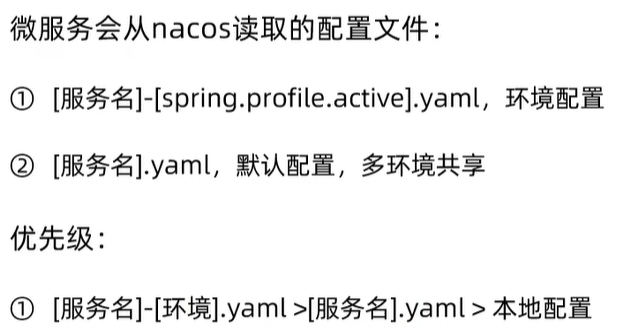 微服务会从nacos读取的配置文件：
① [服务名]-[spring.profile.active].yaml，环境配置
② [服务名].yaml，默认配置，多环境共享
优先级：
① [服务名]-[环境].yaml >[服务名].yaml > 本地配置